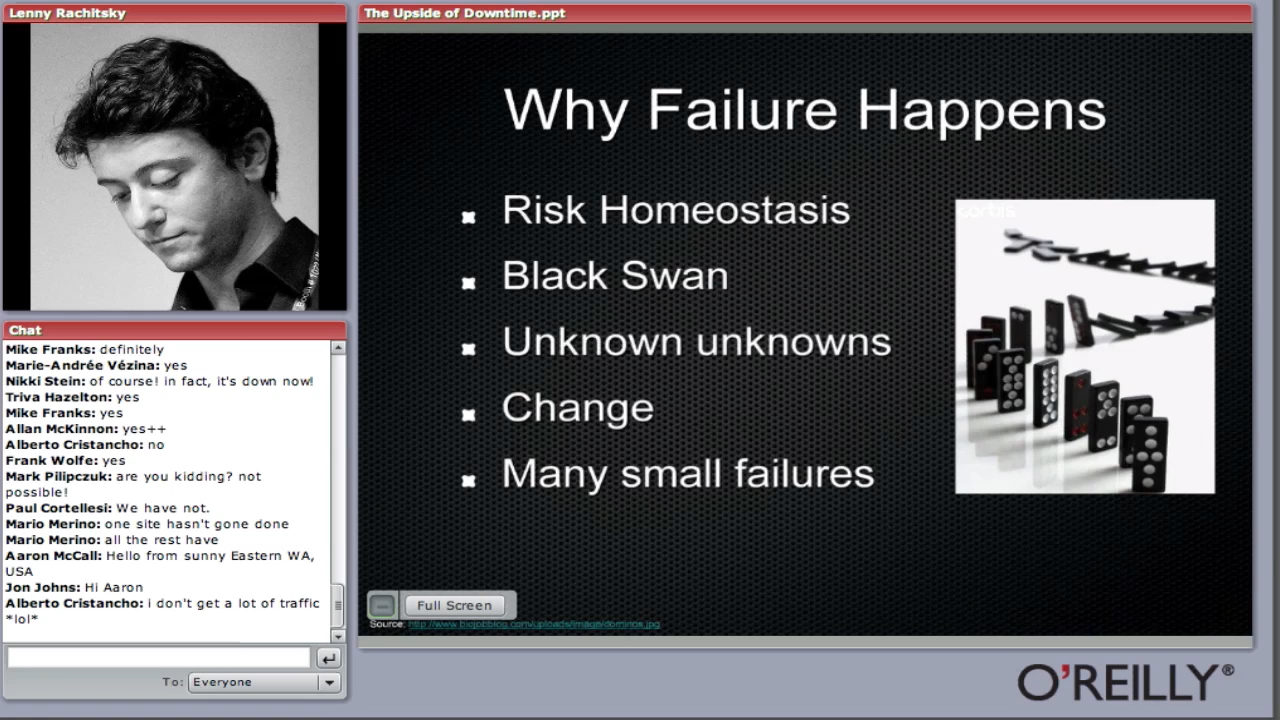 Lenny Rachitsky
The Upside of Downtime.ppt
Why Failure Happens
Risk Homeostasis
Black Swan
Unknown unknowns
Change
Many small failures
corbis
Chat
Mike Franks: definitely
Marie-Andrée Vézina: yes
Nikki Stein: of course! in fact, it's down now!
Triva Hazelton: yes
Mike Franks: yes
Allan McKinnon: yes++
Alberto Cristancho: no
Frank Wolfe: yes
Mark Pilipczuk: are you kidding? not
possible!
Paul Cortellesi: We have not.
Mario Merino: one site hasn't gone done
Mario Merino: all the rest have
Aaron McCall: Hello from sunny Eastern WA,
USA
Jon Johns: Hi Aaron
Alberto Cristancho: i don't get a lot of traffic
*lol*
Full Screen
Source: http://www.bigjobblog.com/uploads/image/dominos.jpg
To: Everyone
O'REILLY®